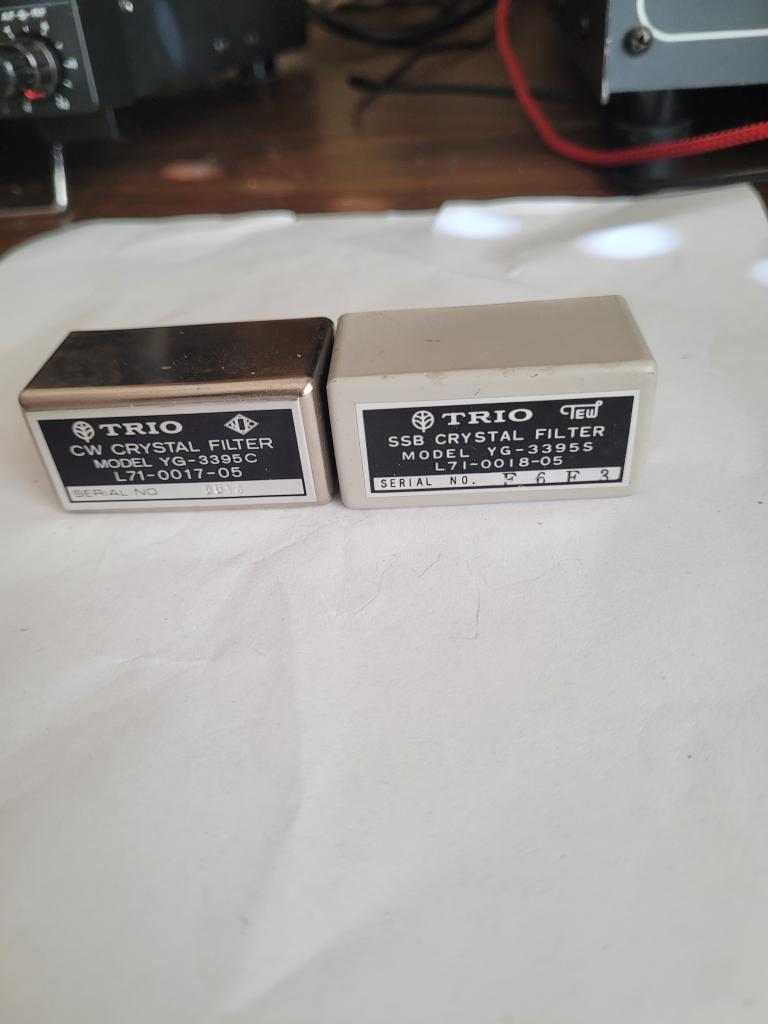 TRIO
CW CRYSTAL FILTER
MODEL YG-3395C
L71-0017-05
SERIAL NO
TRIO TEW
SSB CRYSTAL FILTER
MODEL YG-3395S
L71-0018-05
SERIAL NO. E 6 F 3